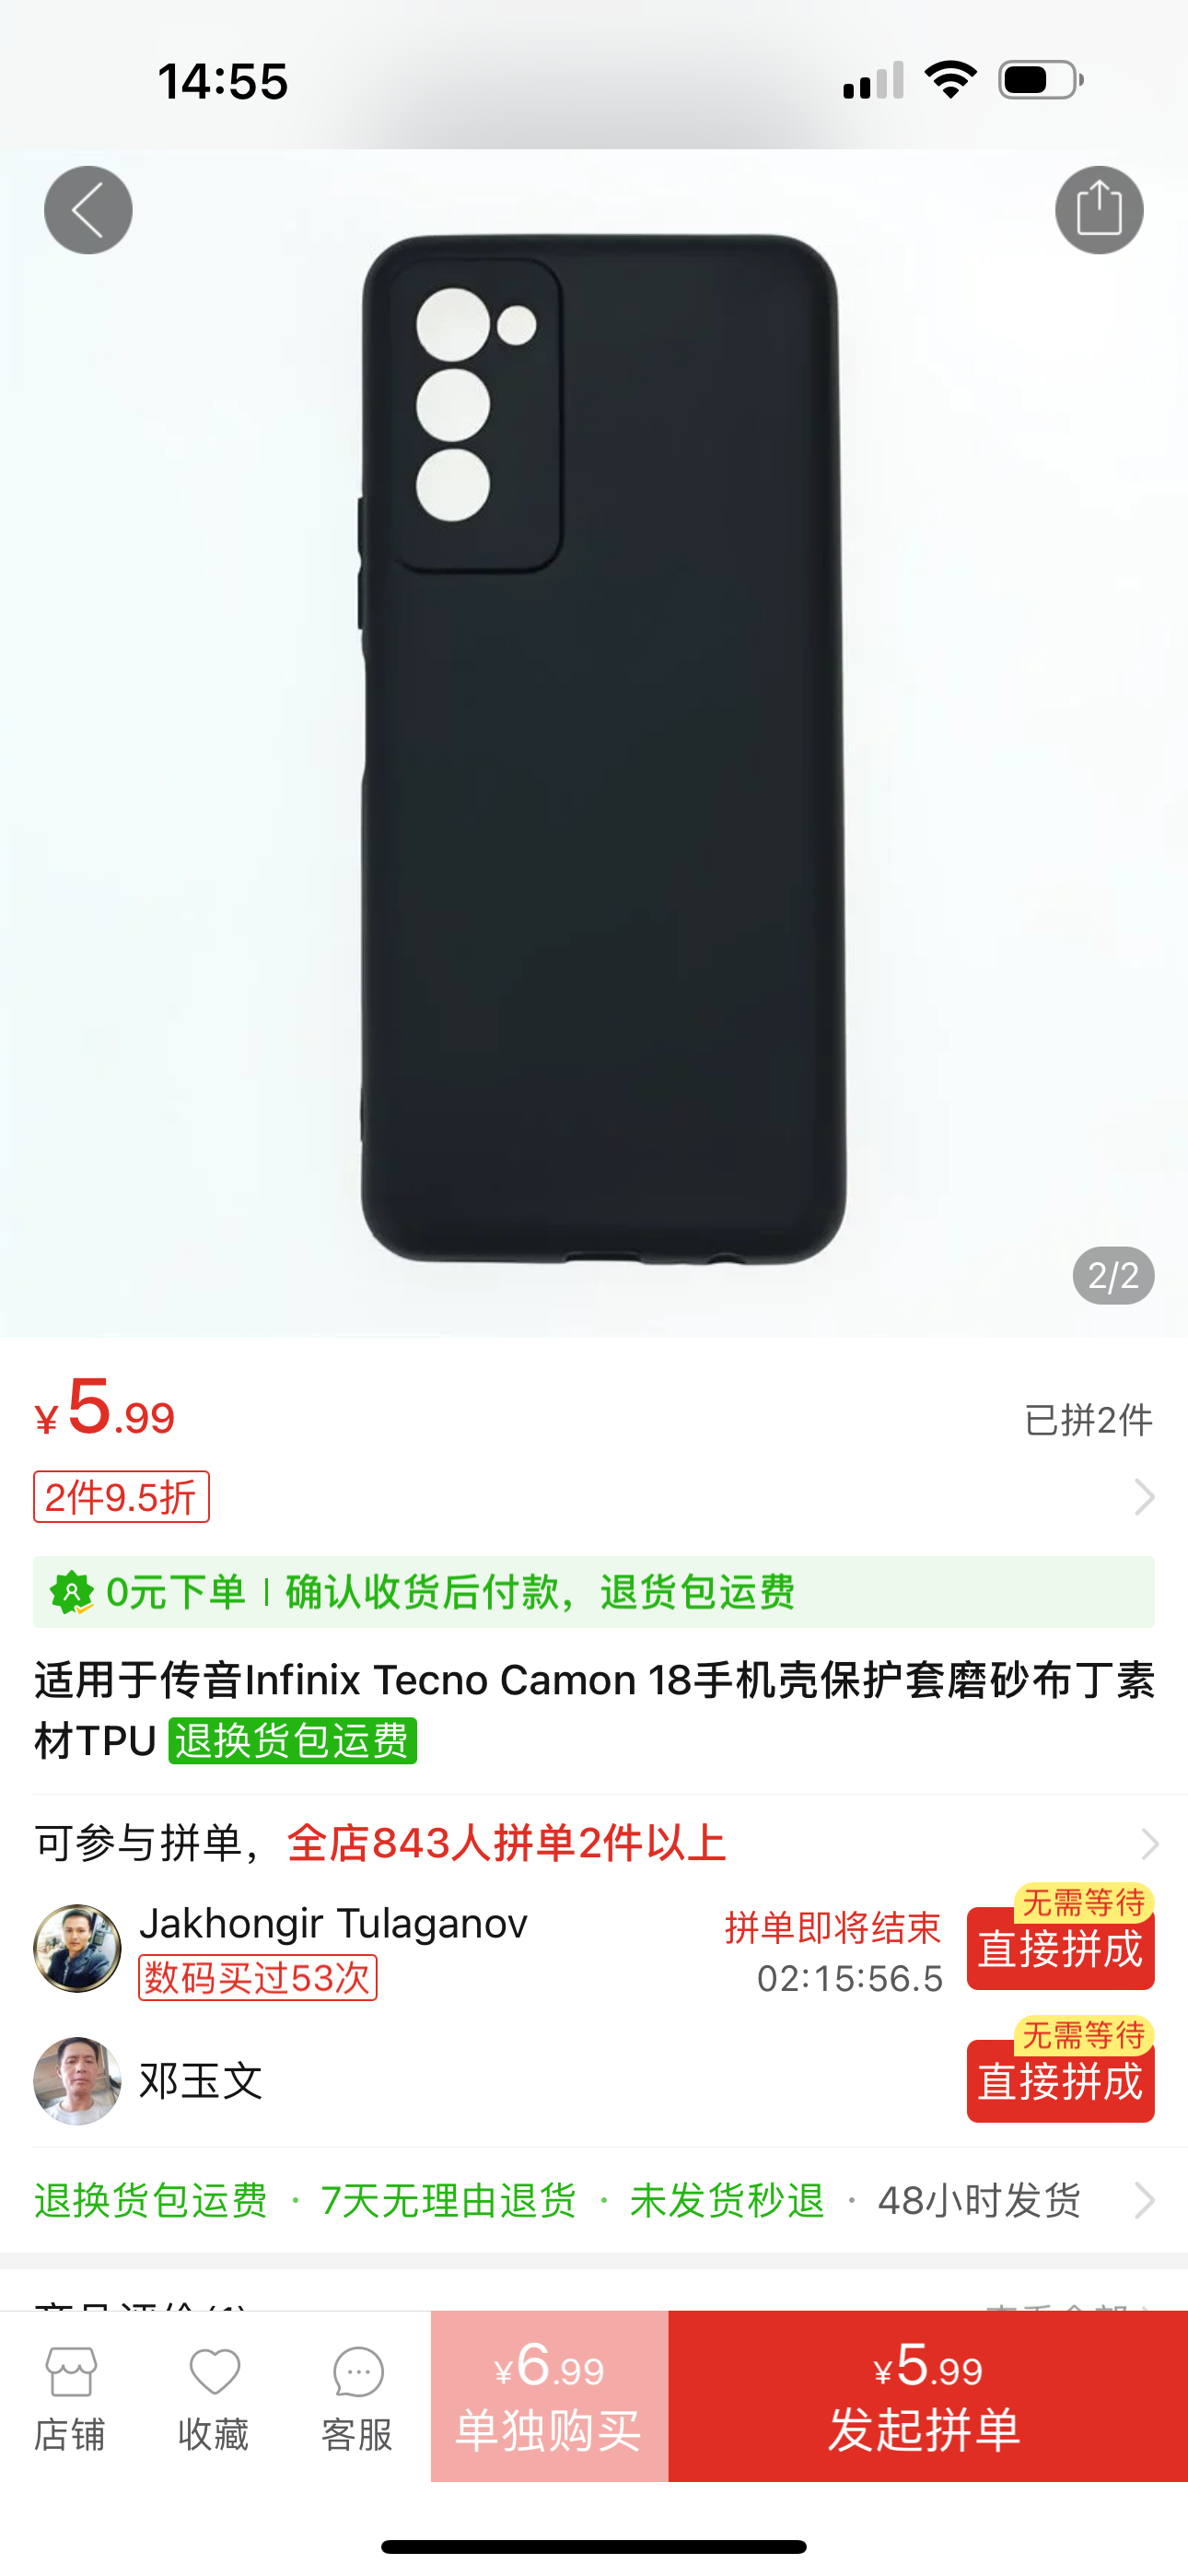 14:55
2/2
¥5.99
已拼2件
2件9.5折
0元下单 | 确认收货后付款，退货包运费
适用于传音Infinix Tecno Camon 18手机壳保护套磨砂布丁素
材TPU 退换货包运费
可参与拼单，全店843人拼单2件以上
Jakhongir Tulaganov
数码买过53次
拼单即将结束
02:15:56.5
无需等待
直接拼成
邓玉文
无需等待
直接拼成
退换货包运费 · 7天无理由退货 · 未发货秒退 · 48小时发货
店铺
收藏
客服
¥6.99
单独购买
¥5.99
发起拼单